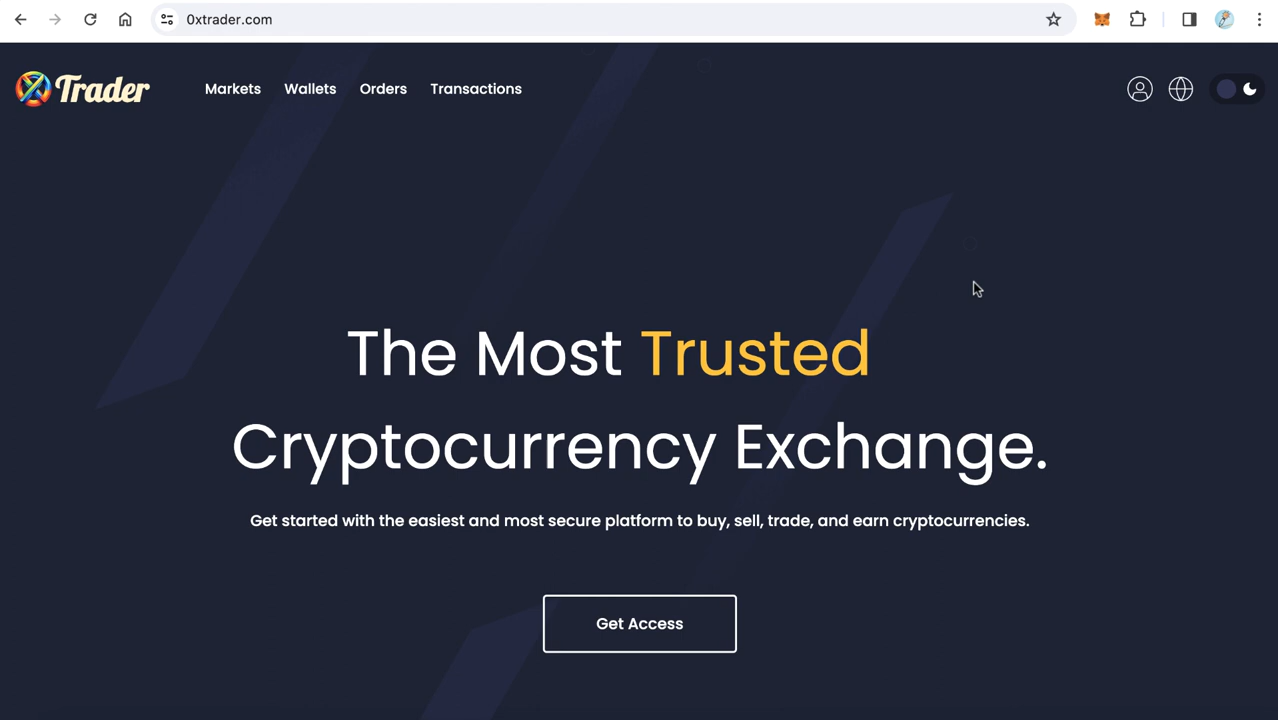 0xtrader.com
Trader
Markets Wallets Orders Transactions
The Most Trusted
Cryptocurrency Exchange.
Get started with the easiest and most secure platform to buy, sell, trade, and earn cryptocurrencies.
Get Access